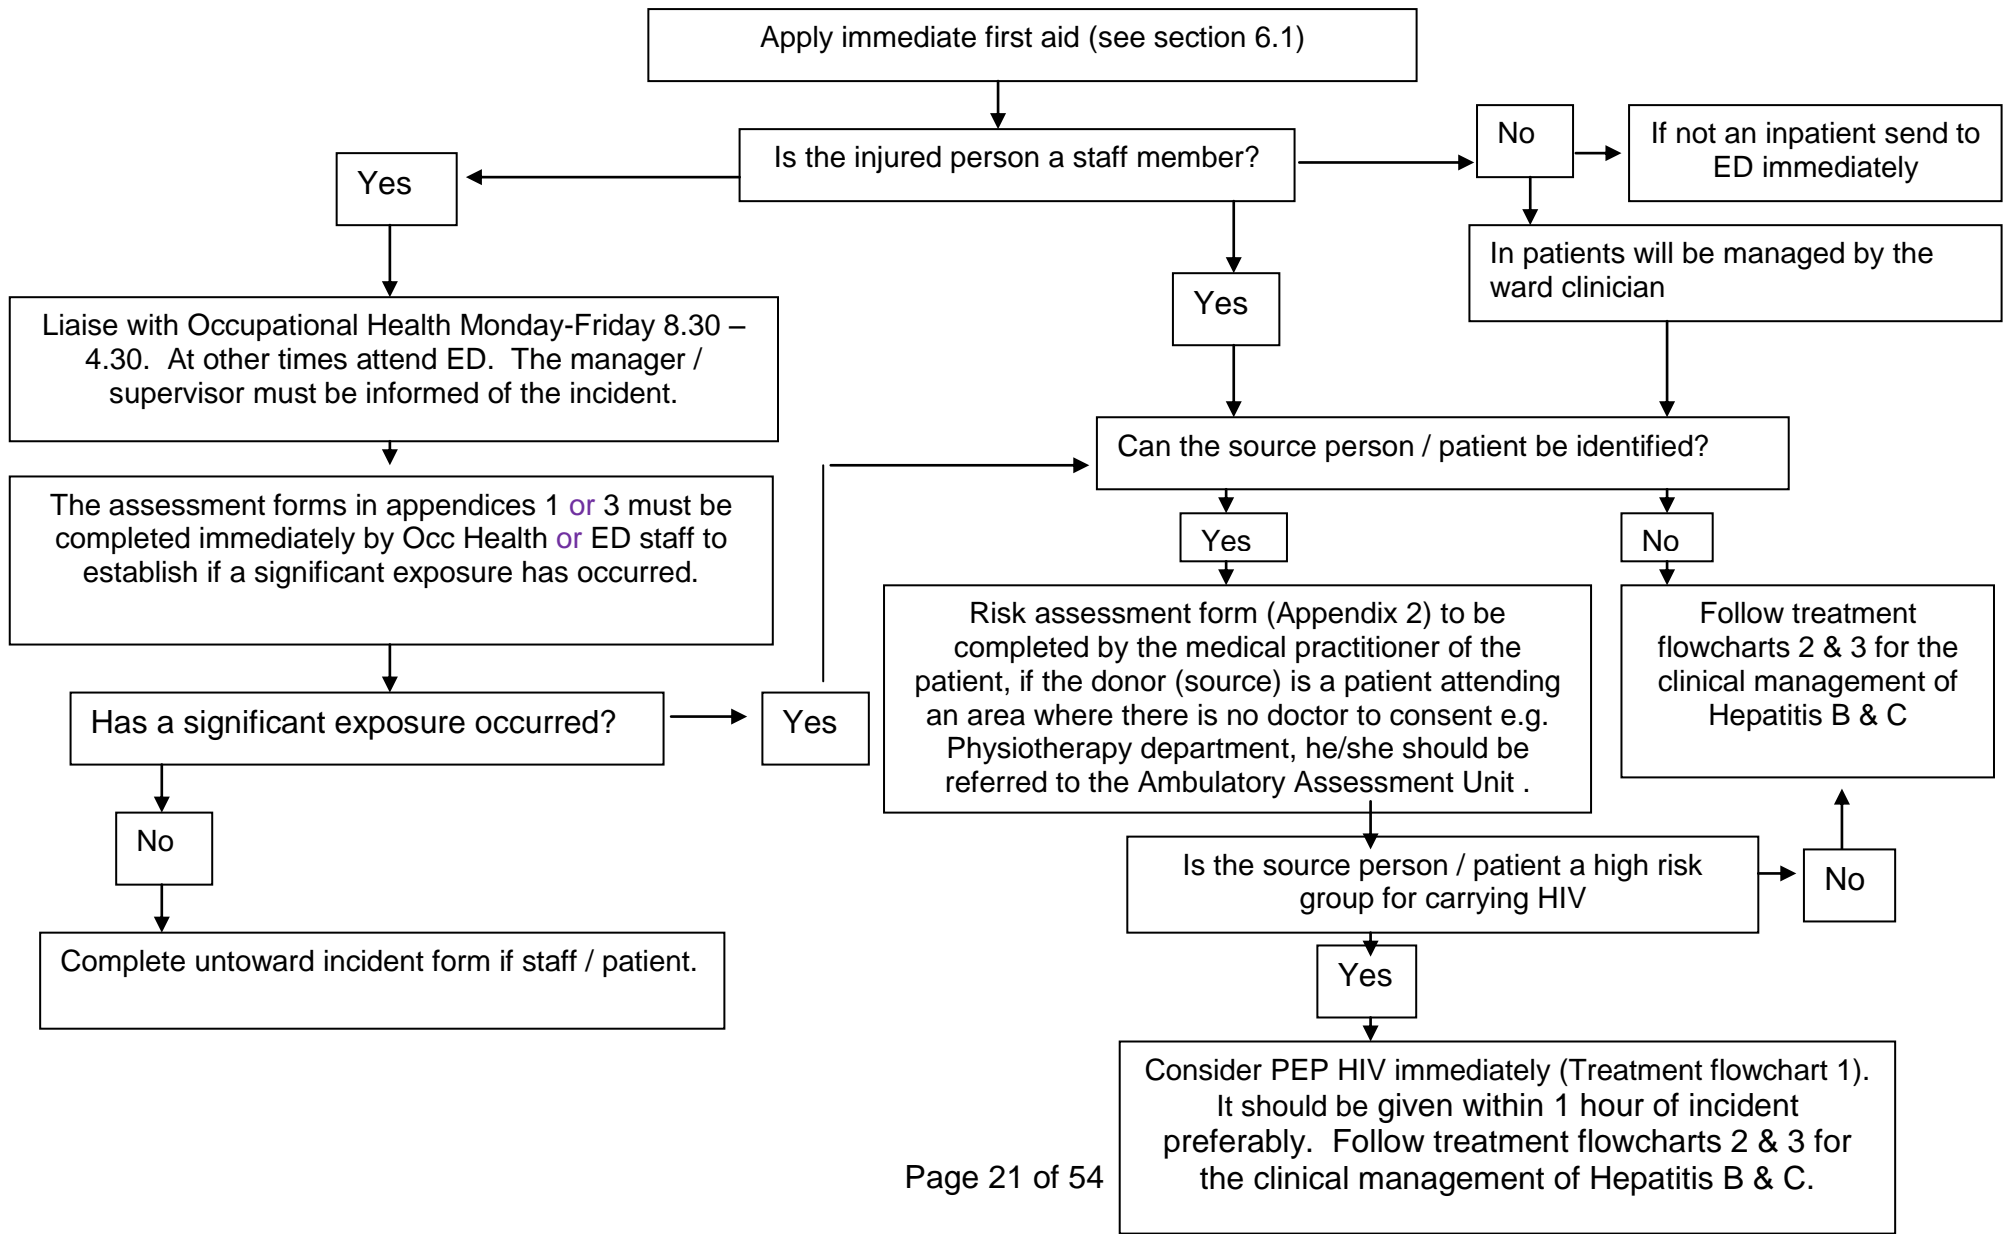 Apply immediate first aid (see section 6.1)
Is the injured person a staff member?
No
If not an inpatient send to
ED immediately
Yes
In patients will be managed by the
ward clinician
Yes
Liaise with Occupational Health Monday-Friday 8.30 –
4.30. At other times attend ED. The manager /
supervisor must be informed of the incident.
Can the source person / patient be identified?
The assessment forms in appendices 1 or 3 must be
completed immediately by Occ Health or ED staff to
establish if a significant exposure has occurred.
Yes
No
Risk assessment form (Appendix 2) to be
completed by the medical practitioner of the
patient, if the donor (source) is a patient attending
an area where there is no doctor to consent e.g.
Physiotherapy department, he/she should be
referred to the Ambulatory Assessment Unit .
Follow treatment
flowcharts 2 & 3 for the
clinical management of
Hepatitis B & C
Has a significant exposure occurred?
Yes
No
Is the source person / patient a high risk
group for carrying HIV
No
Complete untoward incident form if staff / patient.
Yes
Consider PEP HIV immediately (Treatment flowchart 1).
It should be given within 1 hour of incident
preferably. Follow treatment flowcharts 2 & 3 for
the clinical management of Hepatitis B & C.
Page 21 of 54